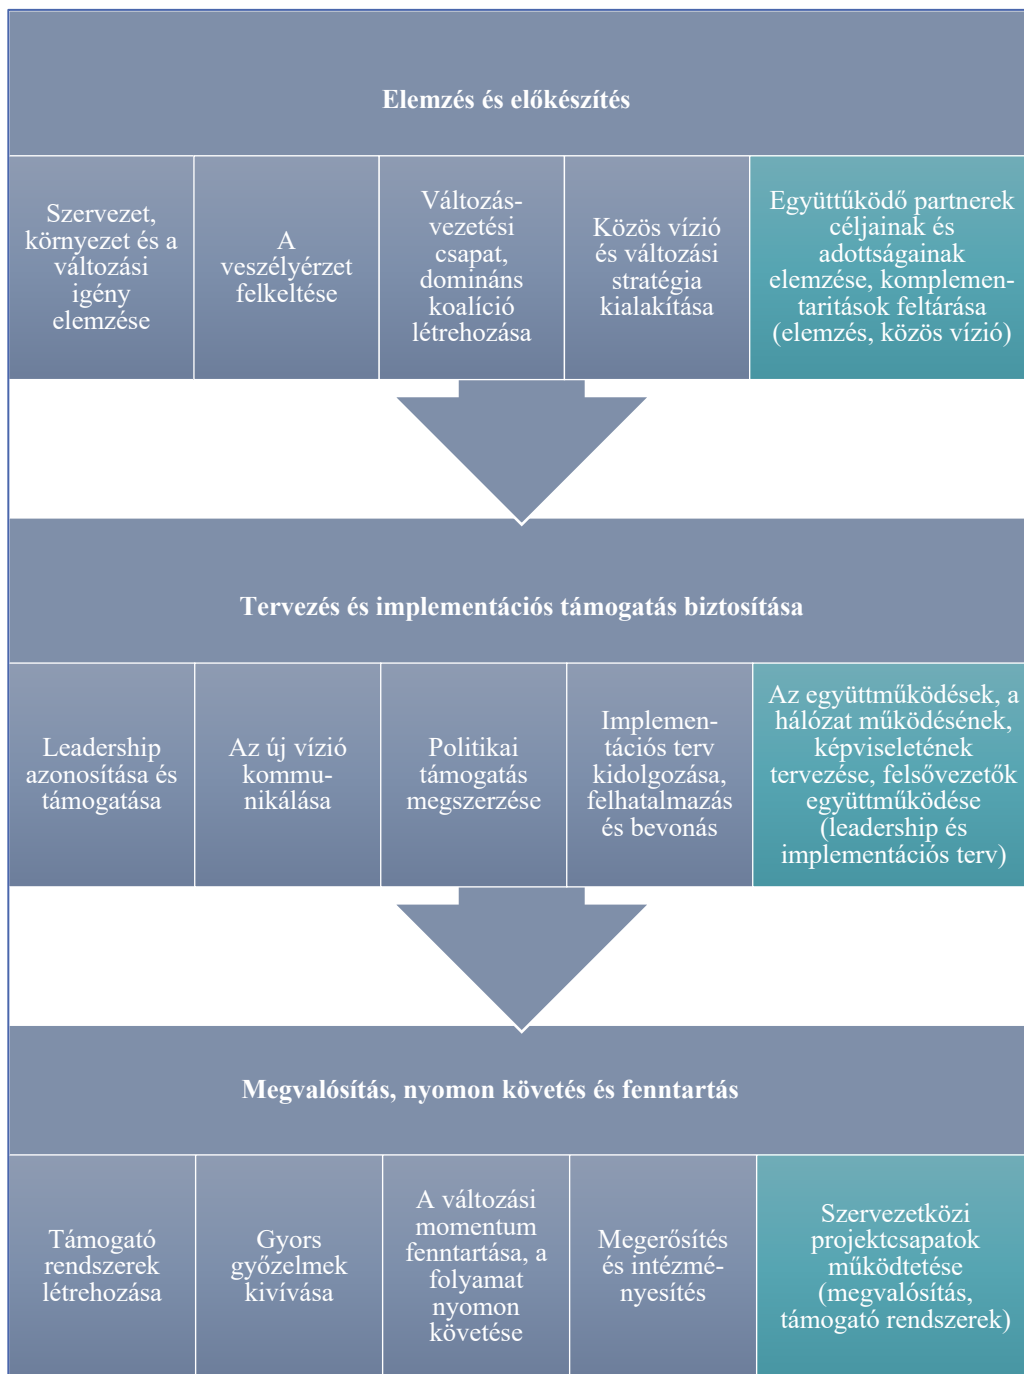 Elemzés és előkészítés
Szervezet,
környezet és a
változási
igény
elemzése
A
veszélyérzet
felkeltése
Változás-
vezetési
csapat,
domináns
koalíció
létrehozása
Közös vízió
és változási
stratégia
kialakítása
Együttűködő partnerek
céljainak és
adottságainak
elemzése, komplemen-
taritások feltárása
(elemzés, közös vízió)
Tervezés és implementációs támogatás biztosítása
Leadership
azonosítása és
támogatása
Az új vízió
kommu-
nikálása
Politikai
támogatás
megszerzése
Implemen-
tációs terv
kidolgozása,
felhatalmazás
és bevonás
Az együttműködések, a
hálózat működésének,
képviseletének
tervezése, felsővezetők
együttműködése
(leadership és
implementációs terv)
Megvalósítás, nyomon követés és fenntartás
Támogató
rendszerek
létrehozása
Gyors
győzelmek
kivívása
A változási
momentum
fenntartása, a
folyamat
nyomon
követése
Megerősítés
és intézmé-
nyesítés
Szervezetközi
projektcsapatok
működtetése
(megvalósítás,
támogató rendszerek)